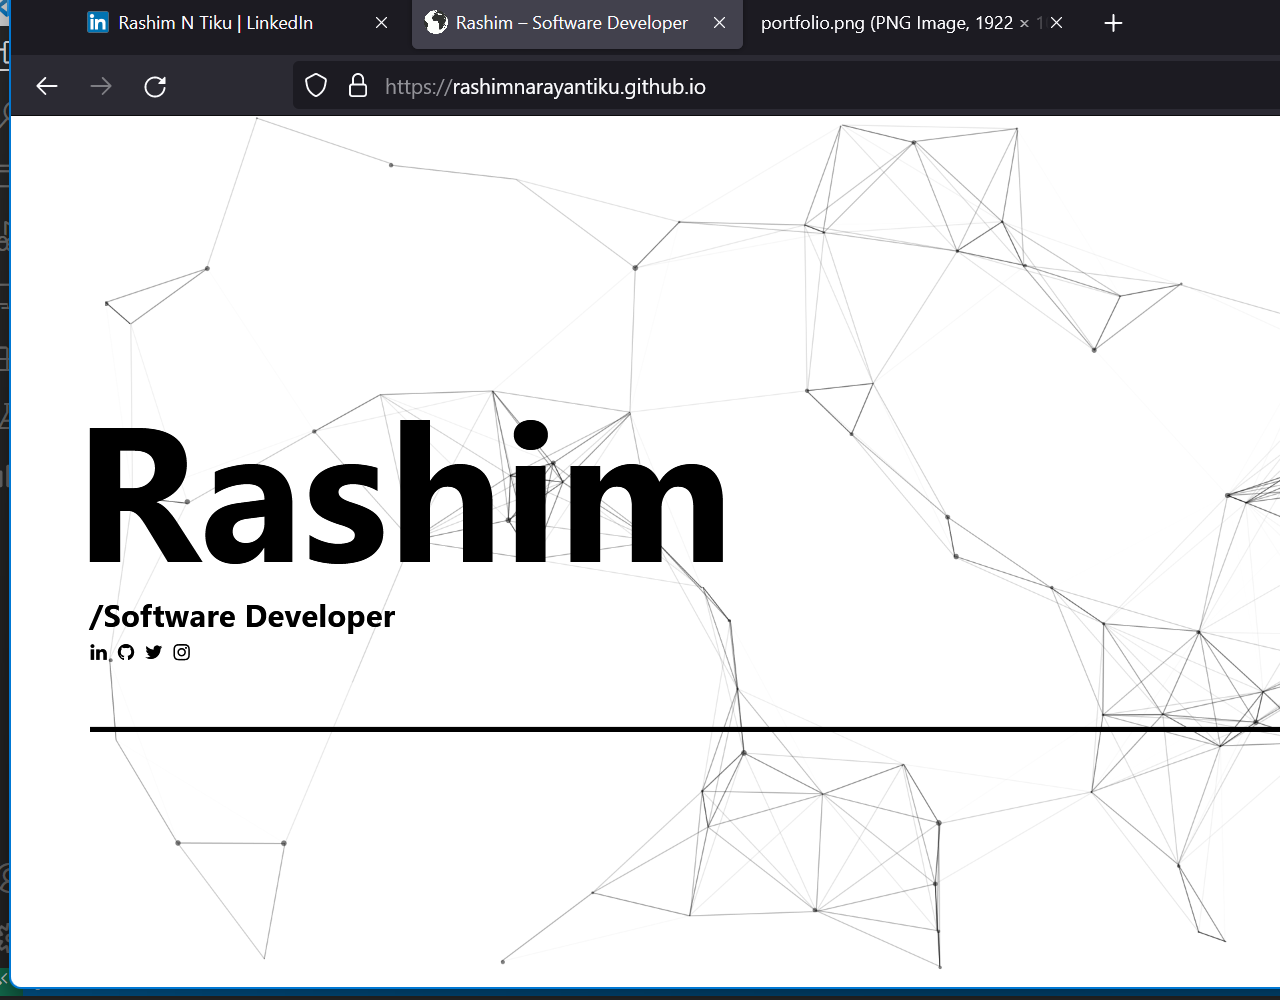 Rashim N Tiku | LinkedIn
Rashim – Software Developer
portfolio.png (PNG Image, 1922 × 1
https://rashimnarayantiku.github.io
Rashim
/Software Developer